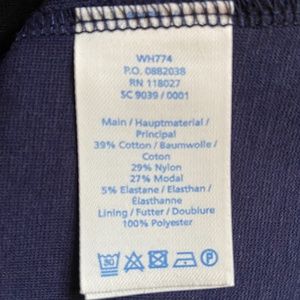 WH774
P.O. 0882038
RN 118027
SC 9039 / 0001
Main / Hauptmaterial /
Principal
39% Cotton / Baumwolle /
Coton
29% Nylon
27% Modal
5% Elastane / Elasthan /
Élasthanne
Lining / Futter / Doublure
100% Polyester